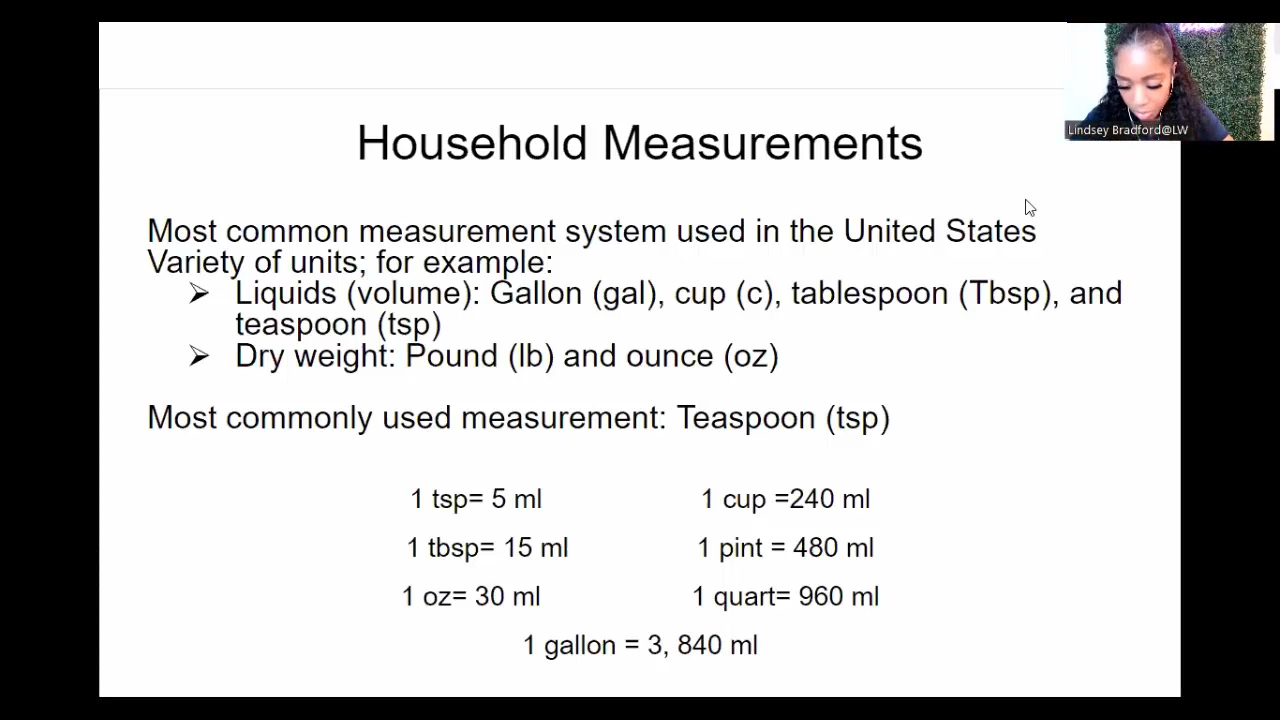 Household Measurements
Lindsey Bradford@LW
Most common measurement system used in the United States
Variety of units; for example:
➢ Liquids (volume): Gallon (gal), cup (c), tablespoon (Tbsp), and
teaspoon (tsp)
➢ Dry weight: Pound (lb) and ounce (oz)
Most commonly used measurement: Teaspoon (tsp)
1 tsp= 5 ml 1 cup =240 ml
1 tbsp= 15 ml 1 pint = 480 ml
1 oz= 30 ml 1 quart= 960 ml
1 gallon = 3, 840 ml